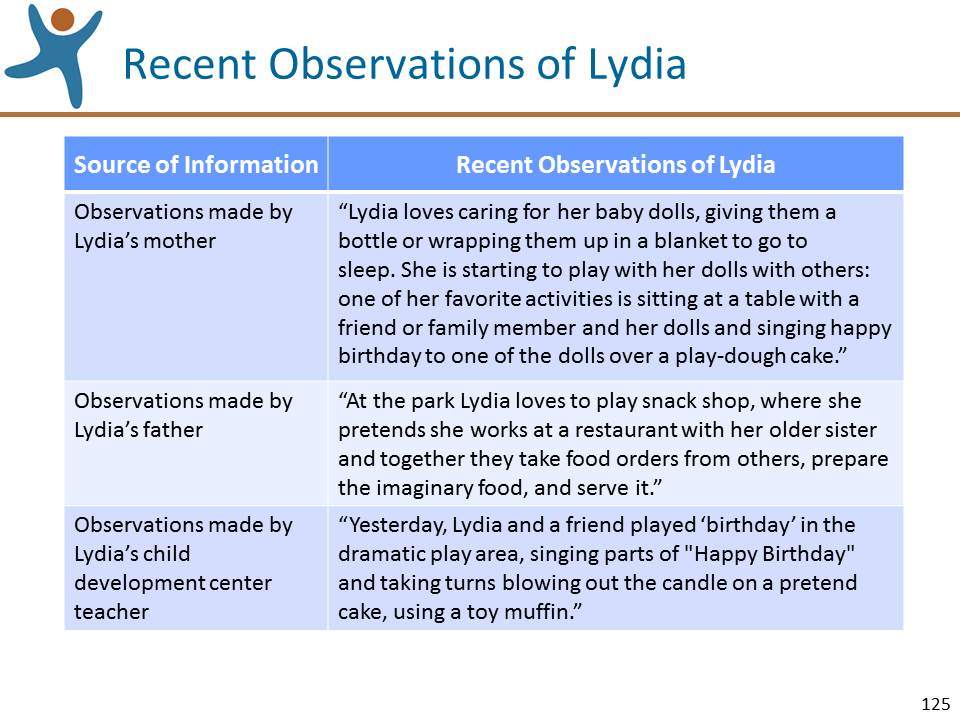 Recent Observations of Lydia
Source of Information
Recent Observations of Lydia
Observations made by
Lydia’s mother
“Lydia loves caring for her baby dolls, giving them a
bottle or wrapping them up in a blanket to go to
sleep. She is starting to play with her dolls with others:
one of her favorite activities is sitting at a table with a
friend or family member and her dolls and singing happy
birthday to one of the dolls over a play-dough cake.”
Observations made by
Lydia’s father
“At the park Lydia loves to play snack shop, where she
pretends she works at a restaurant with her older sister
and together they take food orders from others, prepare
the imaginary food, and serve it.”
Observations made by
Lydia’s child
development center
teacher
“Yesterday, Lydia and a friend played ‘birthday’ in the
dramatic play area, singing parts of "Happy Birthday"
and taking turns blowing out the candle on a pretend
cake, using a toy muffin.”
125